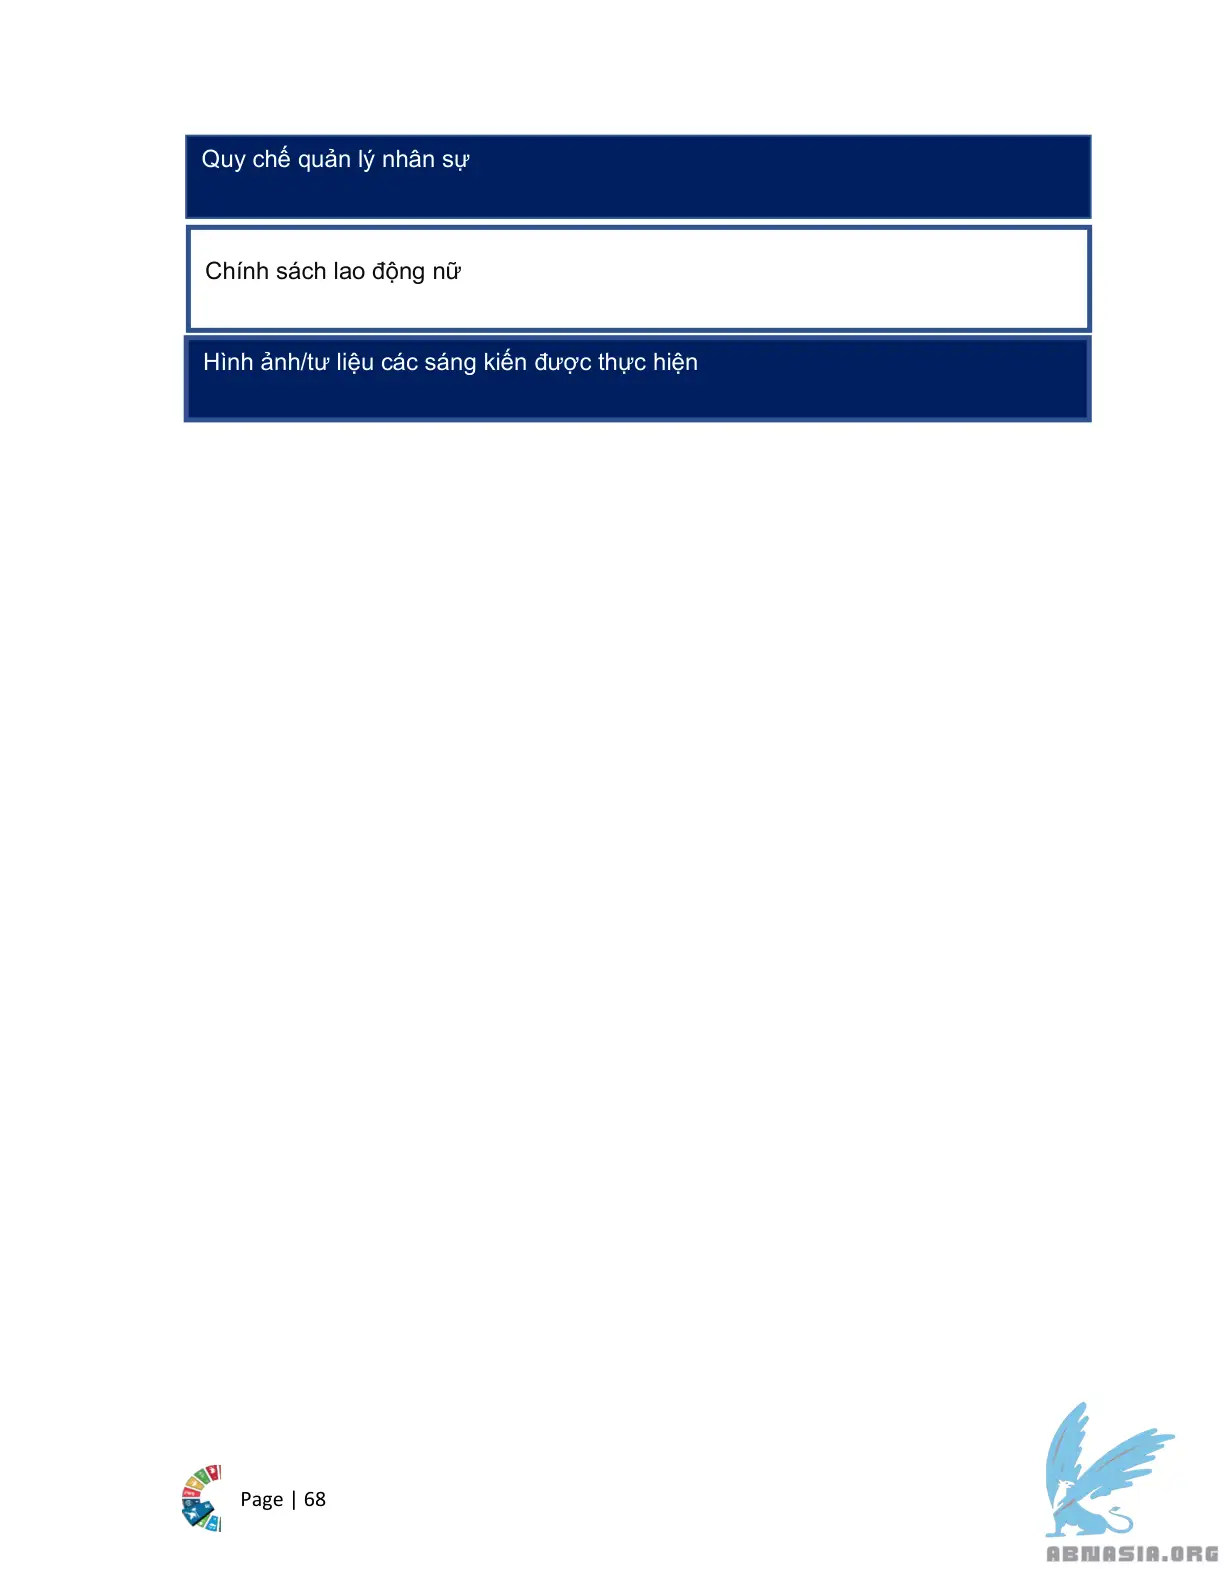 Quy chế quản lý nhân sự
Chính sách lao động nữ
Hình ảnh/tư liệu các sáng kiến được thực hiện
Page | 68
ABNASIA.ORG